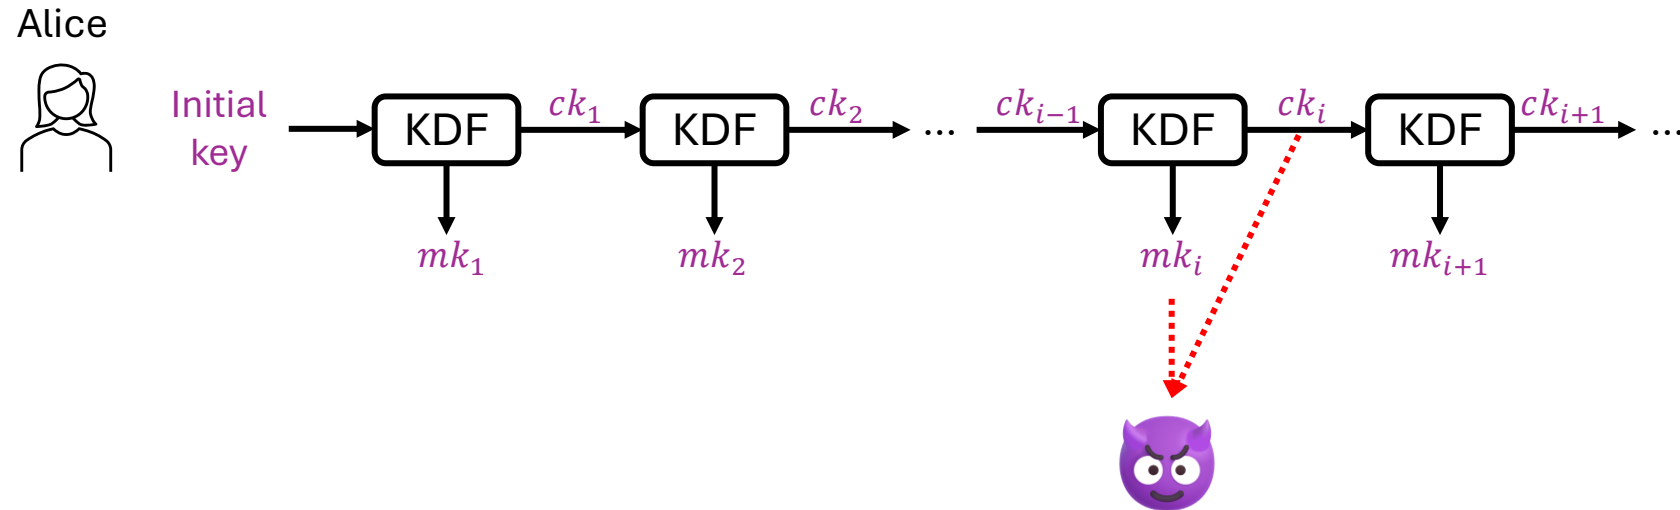 Alice
Initial
key
KDF
ck₁
KDF
ck₂
...
ckᵢ₋₁
KDF
ckᵢ
KDF
ckᵢ₊₁
...
mk₁
mk₂
mkᵢ
mkᵢ₊₁